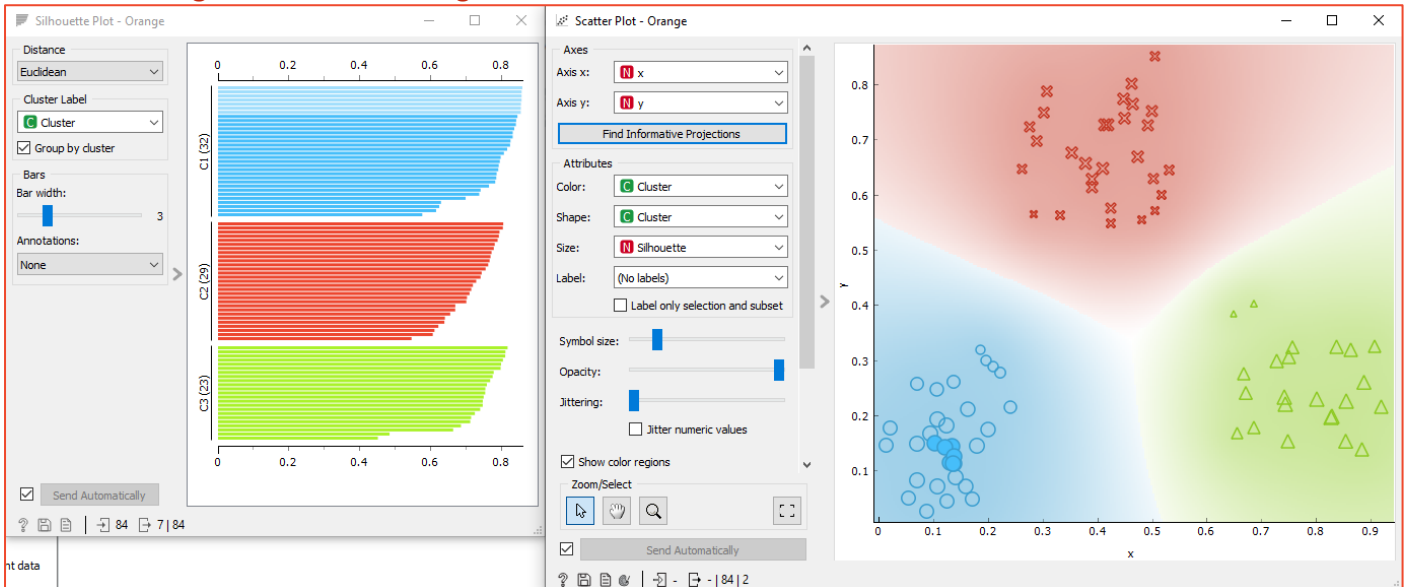 Silhouette Plot - Orange
Distance
Euclidean
Cluster Label
C Cluster
Group by cluster
Bars
Bar width:
3
Annotations:
None
Send Automatically
84 7 | 84
0 0.2 0.4 0.6 0.8
C1 (32)
C2 (29)
C3 (23)
0 0.2 0.4 0.6 0.8
nt data
Scatter Plot - Orange
Axes
Axis x: N x
Axis y: N y
Find Informative Projections
Attributes
Color: C Cluster
Shape: C Cluster
Size: N Silhouette
Label: (No labels)
Label only selection and subset
Symbol size:
Opacity:
Jittering:
Jitter numeric values
Show color regions
Zoom/Select
Send Automatically
- - | 84 | 2
0.8
0.7
0.6
0.5
0.4
0.3
0.2
0.1
y
0 0.1 0.2 0.3 0.4 0.5 0.6 0.7 0.8 0.9
x